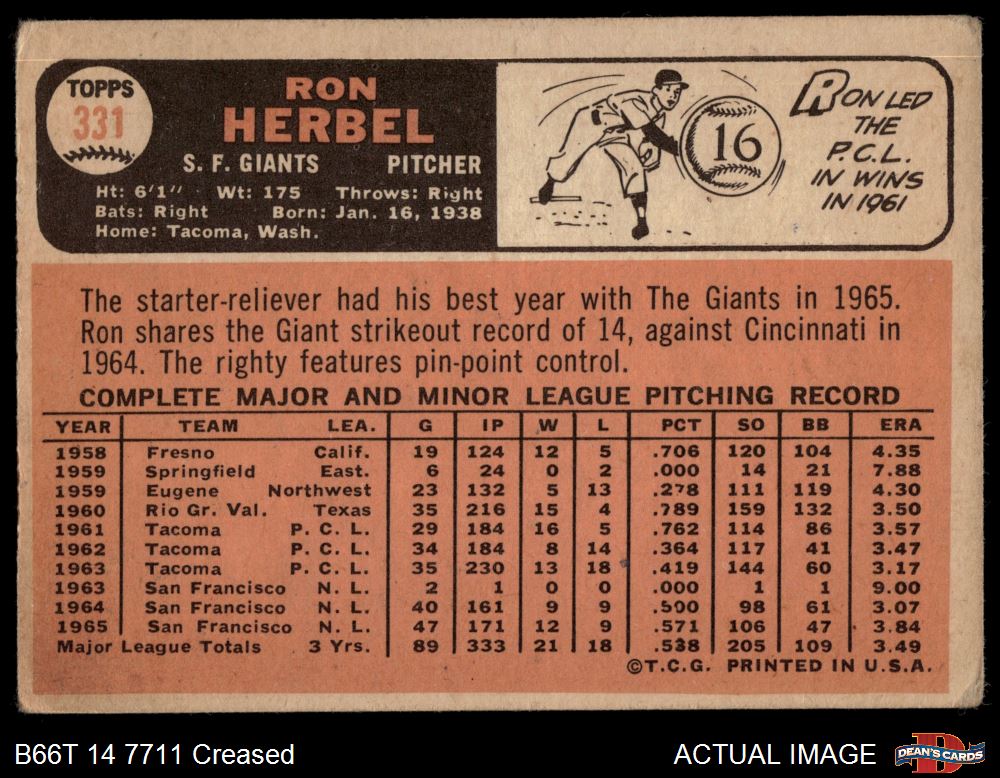 TOPPS
331
RON
HERBEL
S. F. GIANTS PITCHER
Ht: 6'1" Wt: 175 Throws: Right
Bats: Right Born: Jan. 16, 1938
Home: Tacoma, Wash.
16
RON LED
THE
P.C.L.
IN WINS
IN 1961
The starter-reliever had his best year with The Giants in 1965.
Ron shares the Giant strikeout record of 14, against Cincinnati in
1964. The righty features pin-point control.
COMPLETE MAJOR AND MINOR LEAGUE PITCHING RECORD
YEAR TEAM LEA. G IP W L PCT SO BB ERA
1958 Fresno Calif. 19 124 12 5 .706 120 104 4.35
1959 Springfield East. 6 24 0 2 .000 14 21 7.88
1959 Eugene Northwest 23 132 5 13 .278 111 119 4.30
1960 Rio Gr. Val. Texas 35 216 15 4 .789 159 132 3.50
1961 Tacoma P. C. L. 29 184 16 5 .762 114 86 3.57
1962 Tacoma P. C. L. 34 184 8 14 .364 117 41 3.47
1963 Tacoma P. C. L. 35 230 13 18 .419 144 60 3.17
1963 San Francisco N. L. 2 1 0 0 .000 1 1 9.00
1964 San Francisco N. L. 40 161 9 9 .500 98 61 3.07
1965 San Francisco N. L. 47 171 12 9 .571 106 47 3.84
Major League Totals 3 Yrs. 89 333 21 18 .538 205 109 3.49
©T.C.G. PRINTED IN U.S.A.
B66T 14 7711 Creased
ACTUAL IMAGE
DEAN'S CARDS